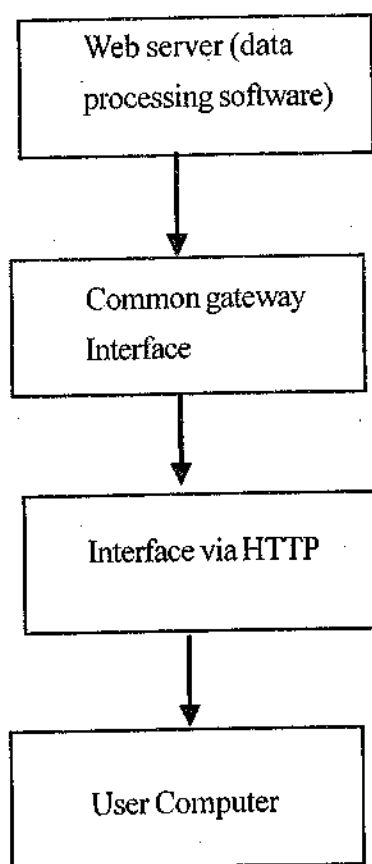 Web server (data
processing software)
Common gateway
Interface
Interface via HTTP
User Computer